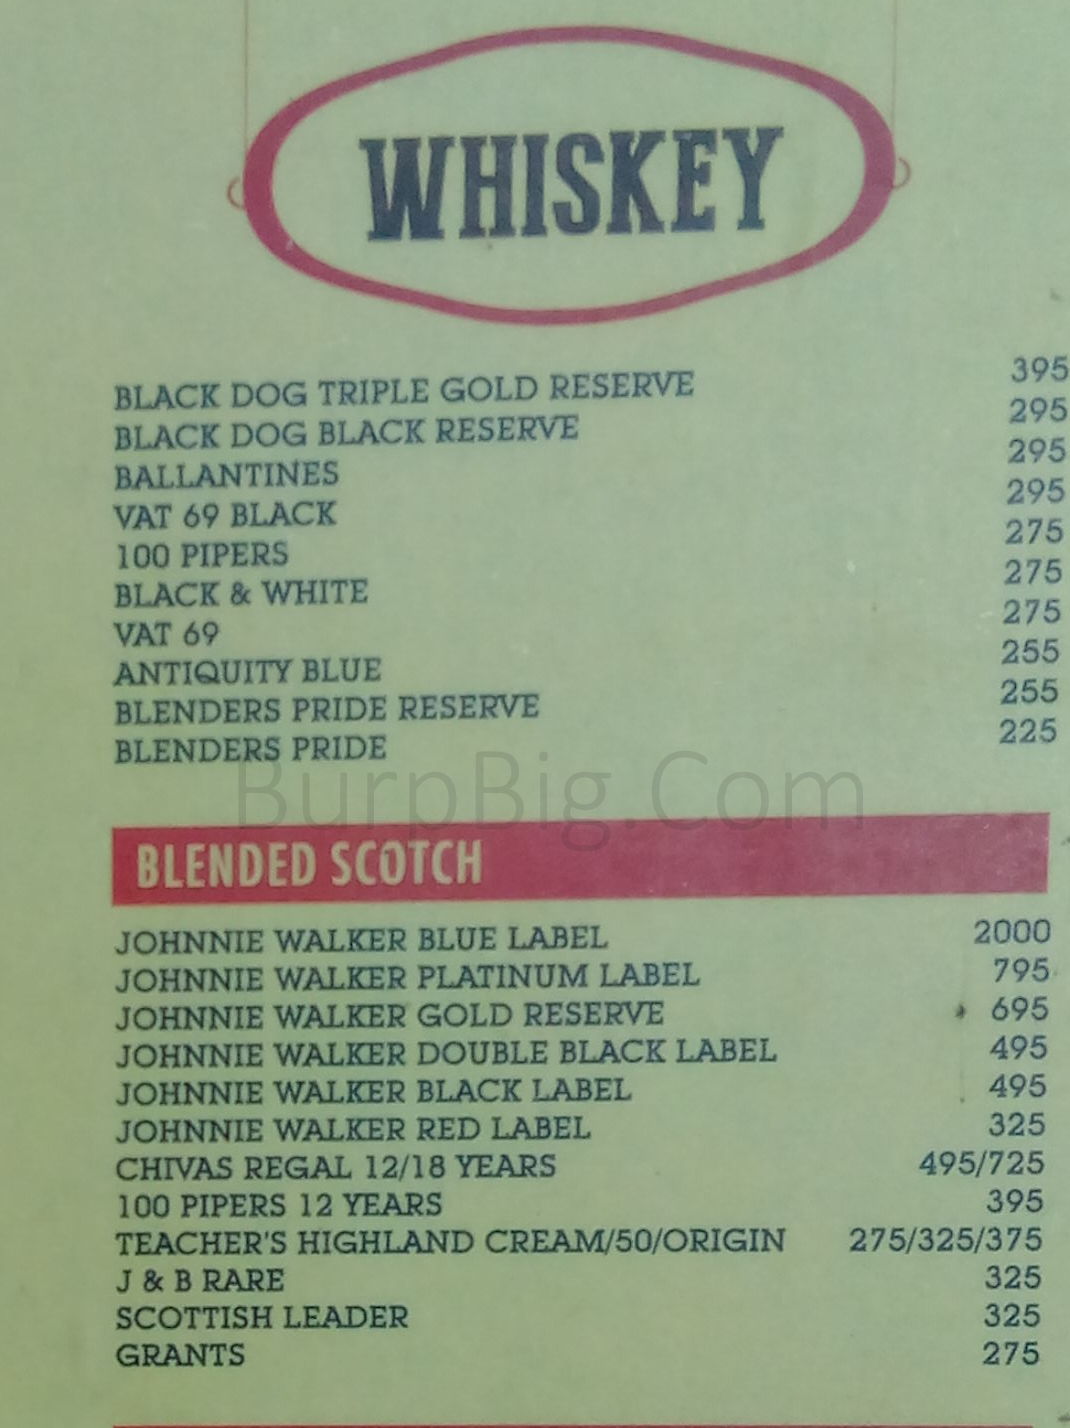 WHISKEY
BLACK DOG TRIPLE GOLD RESERVE 395
BLACK DOG BLACK RESERVE 295
BALLANTINES 295
VAT 69 BLACK 295
100 PIPERS 275
BLACK & WHITE 275
VAT 69 275
ANTIQUITY BLUE 255
BLENDERS PRIDE RESERVE 255
BLENDERS PRIDE 225
BurpBig.Com
BLENDED SCOTCH
JOHNNIE WALKER BLUE LABEL 2000
JOHNNIE WALKER PLATINUM LABEL 795
JOHNNIE WALKER GOLD RESERVE 695
JOHNNIE WALKER DOUBLE BLACK LABEL 495
JOHNNIE WALKER BLACK LABEL 495
JOHNNIE WALKER RED LABEL 325
CHIVAS REGAL 12/18 YEARS 495/725
100 PIPERS 12 YEARS 395
TEACHER'S HIGHLAND CREAM/50/ORIGIN 275/325/375
J & B RARE 325
SCOTTISH LEADER 325
GRANTS 275